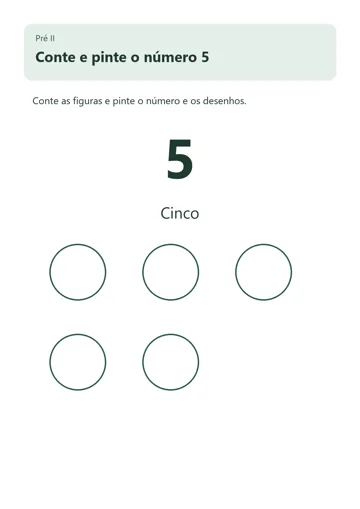 Pré II
Conte e pinte o número 5
Conte as figuras e pinte o número e os desenhos.
5
Cinco